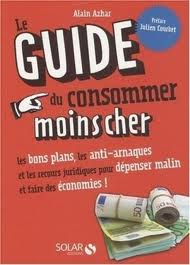 Alain Azhar
Préface
Julien Courbet
Le
GUIDE
du consommer
moins cher
les bons plans, les anti-arnaques
et les recours juridiques pour dépenser malin
et faire des économies !
SOLAR
EDITIONS